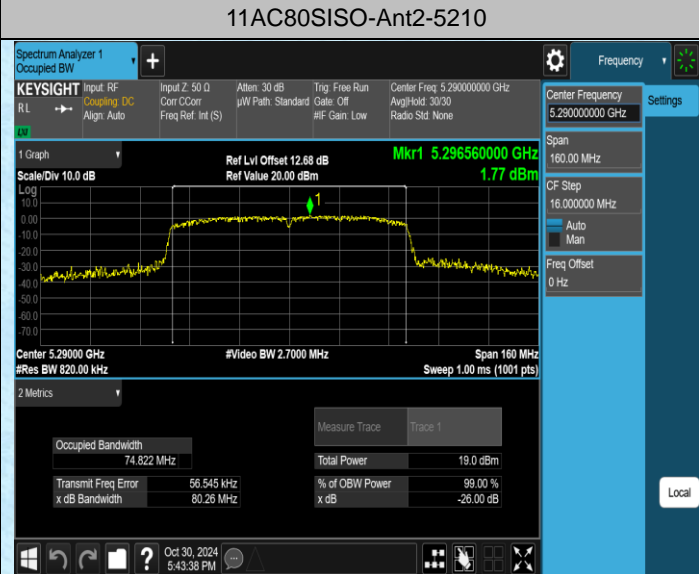 11AC80SISO-Ant2-5210
Spectrum Analyzer 1
Occupied BW
Frequency
KEYSIGHT
RL
Input: RF
Coupling: DC
Align: Auto
Input Z: 50 Ω
Corr CCorr
Freq Ref: Int (S)
Atten: 30 dB
µW Path: Standard
Trig: Free Run
Gate: Off
#IF Gain: Low
Center Freq: 5.290000000 GHz
Avg|Hold: 30/30
Radio Std: None
Center Frequency
5.290000000 GHz
Settings
Span
160.00 MHz
CF Step
16.000000 MHz
Auto
Man
Freq Offset
0 Hz
1 Graph
Scale/Div 10.0 dB
Ref Lvl Offset 12.68 dB
Ref Value 20.00 dBm
Mkr1 5.296560000 GHz
1.77 dBm
Log
10.0
0.00
-10.0
-20.0
-30.0
-40.0
-50.0
-60.0
-70.0
1
Center 5.29000 GHz
#Video BW 2.7000 MHz
Span 160 MHz
#Res BW 820.00 kHz
Sweep 1.00 ms (1001 pts)
2 Metrics
Measure Trace
Trace 1
Occupied Bandwidth
74.822 MHz
Total Power
19.0 dBm
Transmit Freq Error
56.545 kHz
% of OBW Power
99.00 %
x dB Bandwidth
80.26 MHz
x dB
-26.00 dB
Local
?
Oct 30, 2024
5:43:38 PM